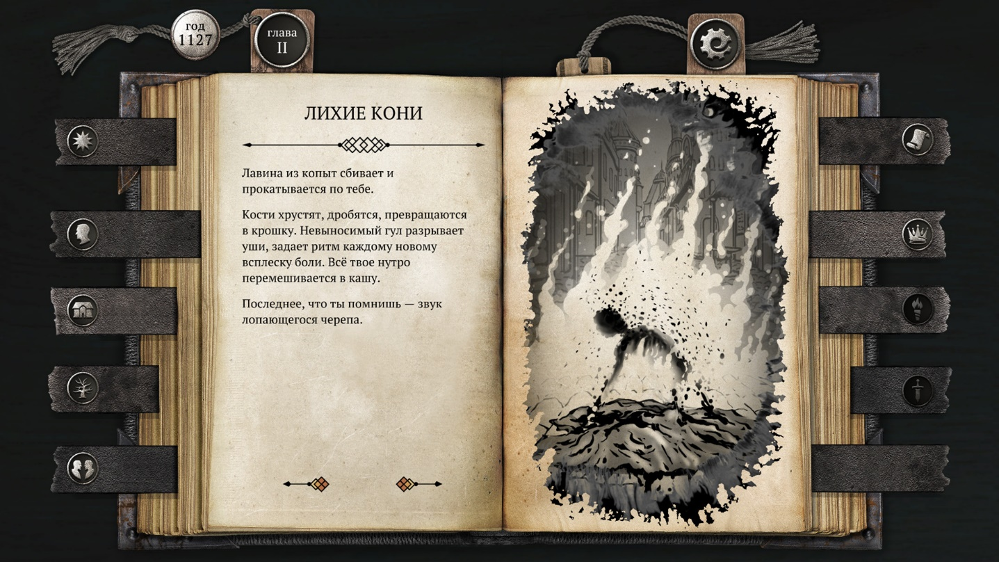 год
1127
глава
II
ЛИХИЕ КОНИ
Лавина из копыт сбивает и
прокатывается по тебе.
Кости хрустят, дробятся, превращаются
в крошку. Невыносимый гул разрывает
уши, задает ритм каждому новому
всплеску боли. Всё твое нутро
перемешивается в кашу.
Последнее, что ты помнишь — звук
лопающегося черепа.